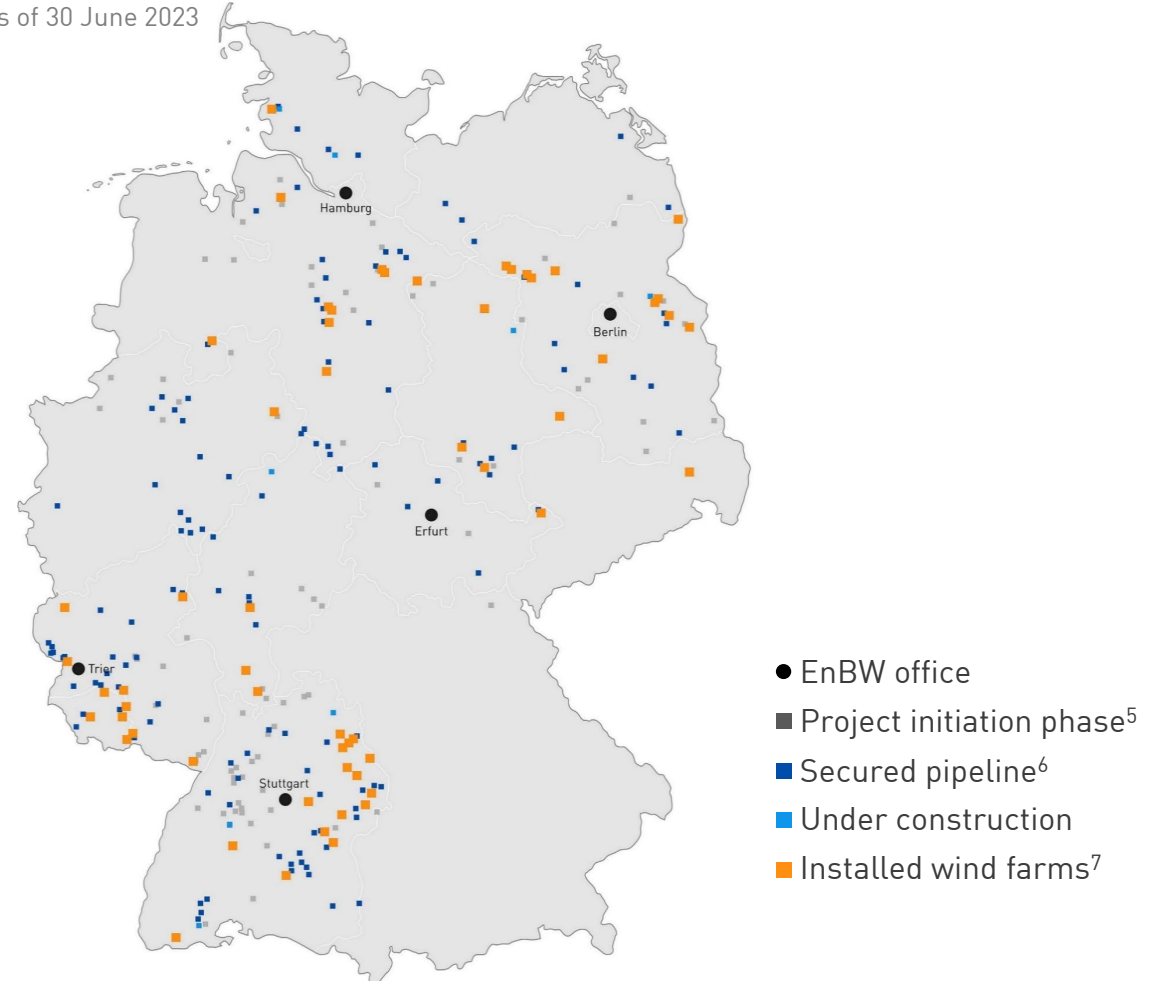 s of 30 June 2023
Hamburg
Berlin
Erfurt
Trier
Stuttgart
EnBW office
Project initiation phase⁵
Secured pipeline⁶
Under construction
Installed wind farms⁷